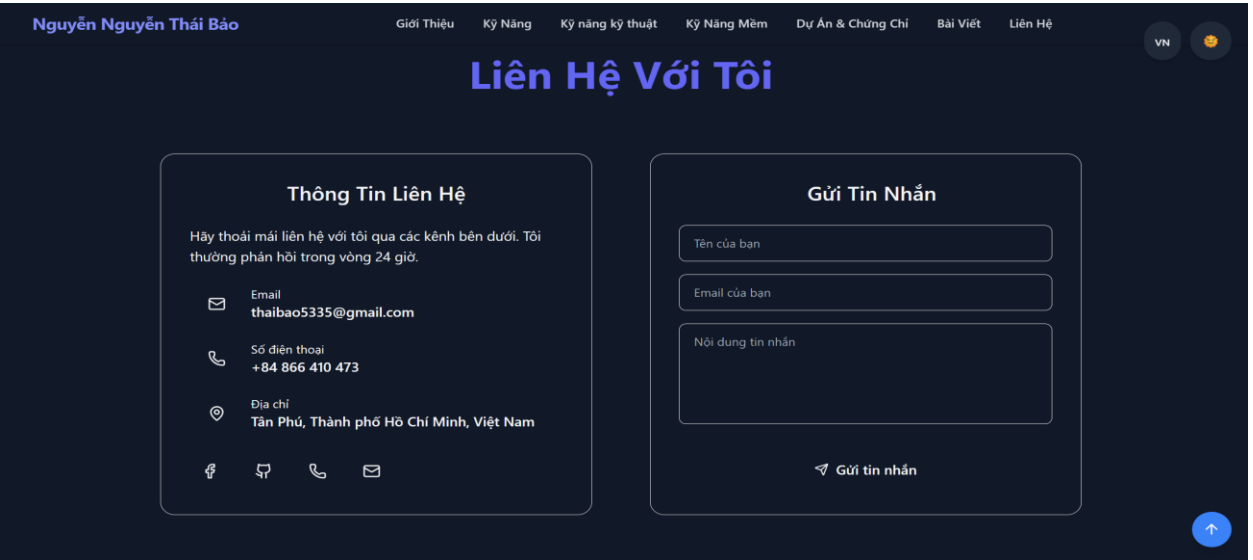 Nguyễn Nguyễn Thái Bảo
Giới Thiệu
Kỹ Năng
Kỹ năng kỹ thuật
Kỹ Năng Mềm
Dự Án & Chứng Chỉ
Bài Viết
Liên Hệ
VN
Liên Hệ Với Tôi
Thông Tin Liên Hệ
Hãy thoải mái liên hệ với tôi qua các kênh bên dưới. Tôi
thường phản hồi trong vòng 24 giờ.
Email
thaibao5335@gmail.com
Số điện thoại
+84 866 410 473
Địa chỉ
Tân Phú, Thành phố Hồ Chí Minh, Việt Nam
Gửi Tin Nhắn
Tên của bạn
Email của bạn
Nội dung tin nhắn
Gửi tin nhắn